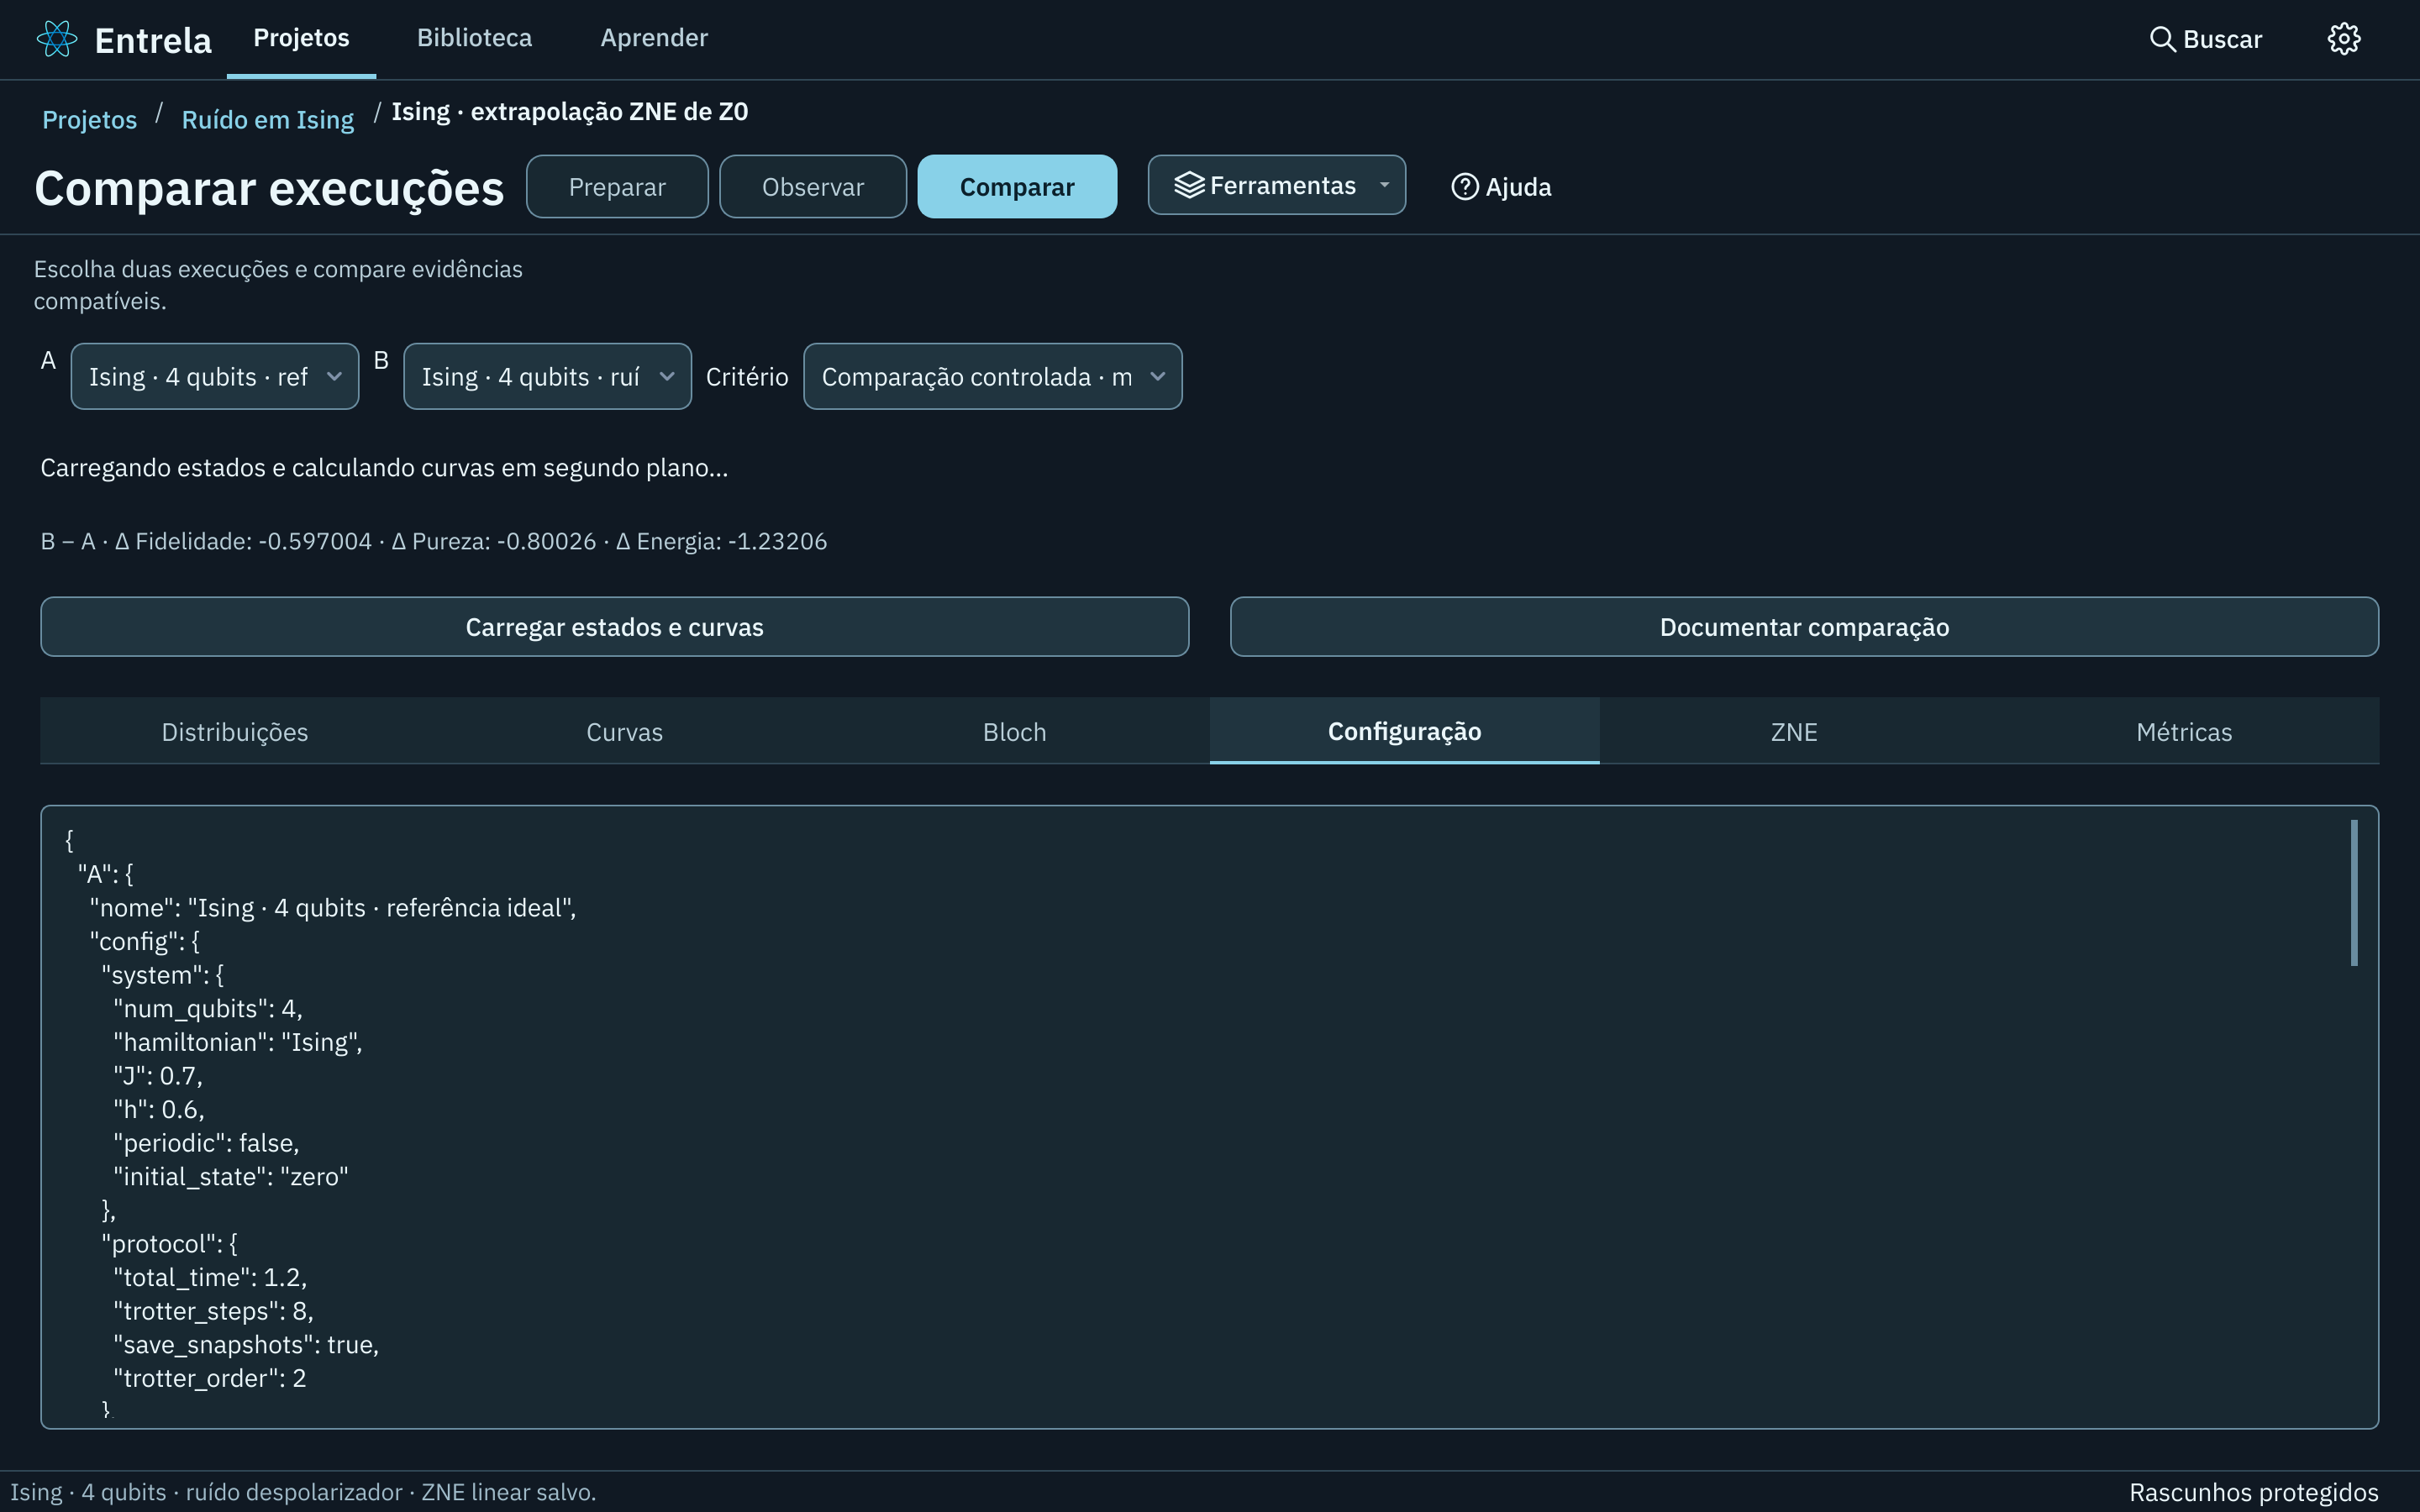 Entrela
Projetos
Biblioteca
Aprender
Buscar
Projetos / Ruído em Ising / Ising · extrapolação ZNE de Z0
Comparar execuções
Preparar
Observar
Comparar
Ferramentas
Ajuda
Escolha duas execuções e compare evidências
compatíveis.
A
Ising · 4 qubits · ref
B
Ising · 4 qubits · ruí
Critério
Comparação controlada · m
Carregando estados e calculando curvas em segundo plano...
B – A · Δ Fidelidade: -0.597004 · Δ Pureza: -0.80026 · Δ Energia: -1.23206
Carregar estados e curvas
Documentar comparação
Distribuições
Curvas
Bloch
Configuração
ZNE
Métricas
{
"A": {
"nome": "Ising · 4 qubits · referência ideal",
"config": {
"system": {
"num_qubits": 4,
"hamiltonian": "Ising",
"J": 0.7,
"h": 0.6,
"periodic": false,
"initial_state": "zero"
},
"protocol": {
"total_time": 1.2,
"trotter_steps": 8,
"save_snapshots": true,
"trotter_order": 2
},
Ising · 4 qubits · ruído despolarizador · ZNE linear salvo.
Rascunhos protegidos